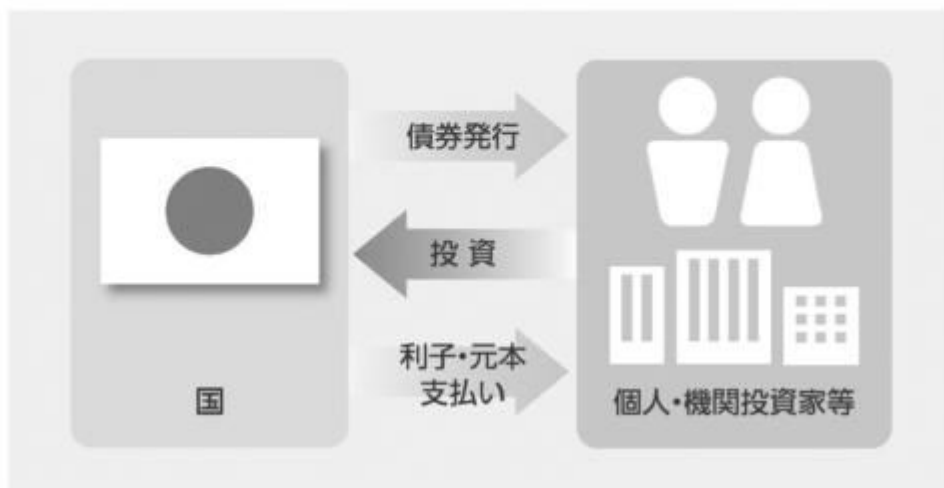 債券発行
投資
利子・元本
支払い
国
個人・機関投資家等